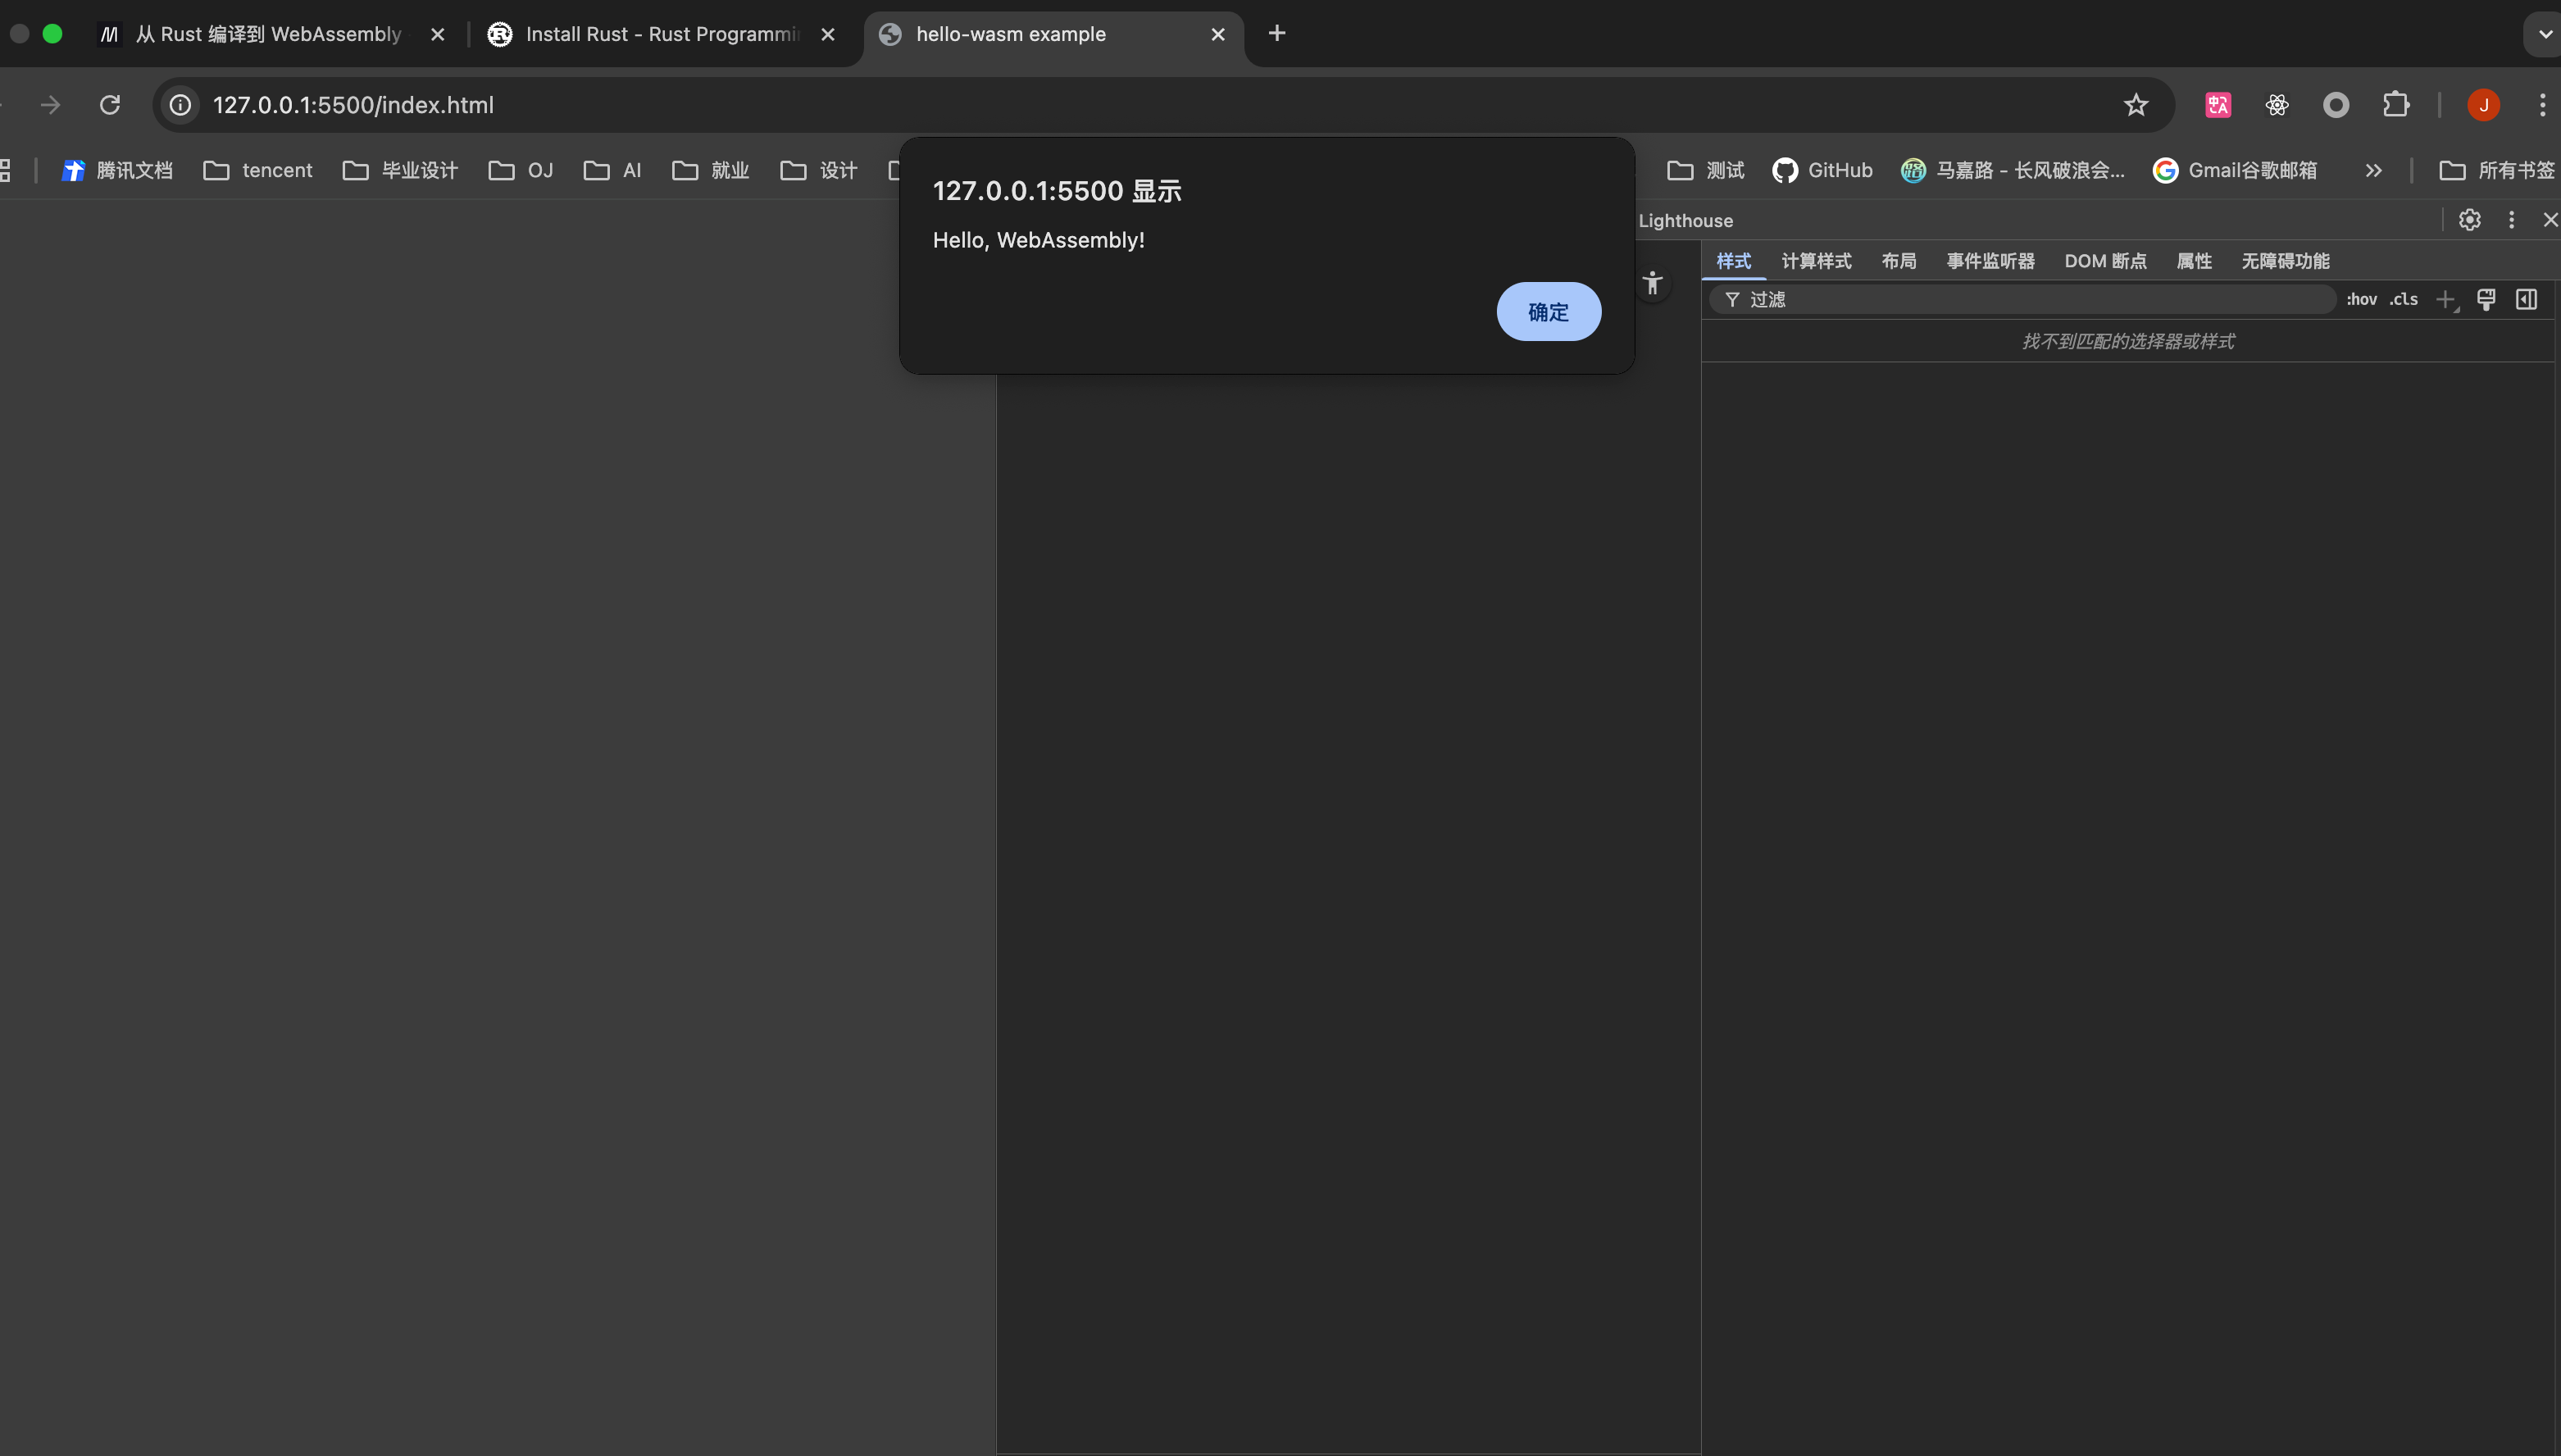 从 Rust 编译到 WebAssembly
Install Rust - Rust Programmi
hello-wasm example
127.0.0.1:5500/index.html
J
腾讯文档
tencent
毕业设计
OJ
AI
就业
设计
测试
GitHub
马嘉路 - 长风破浪会...
Gmail谷歌邮箱
所有书签
127.0.0.1:5500 显示
Hello, WebAssembly!
确定
Lighthouse
样式 计算样式 布局 事件监听器 DOM 断点 属性 无障碍功能
过滤
:hov .cls
找不到匹配的选择器或样式